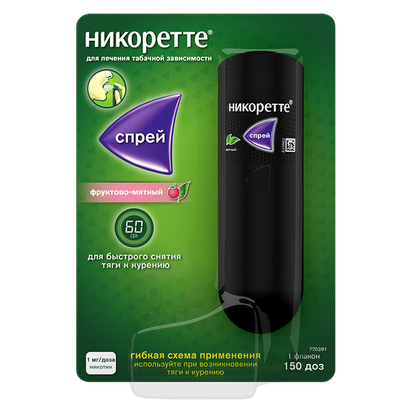 никоретте®
для лечения табачной зависимости
спрей
фруктово-мятный
60
СЕК
для быстрого снятия
тяги к курению
1 мг/доза
никотин
гибкая схема применения
используйте при возникновении
тяги к курению
никоретте®
мятный
спрей
770391
1 флакон
150 доз